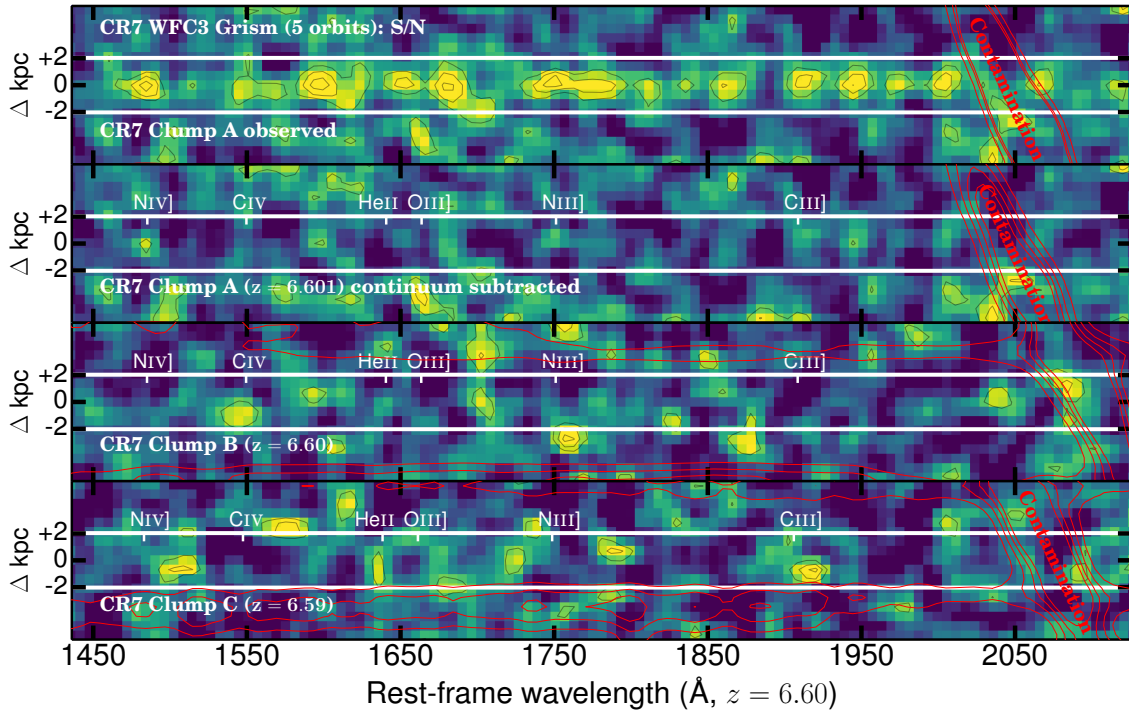 CR7 WFC3 Grism (5 orbits): S/N
Contamination
+2
0
-2
Δ kpc
CR7 Clump A observed
NIV] CIV HeII OIII] NIII] CIII]
Contamination
+2
0
-2
Δ kpc
CR7 Clump A (z = 6.601) continuum subtracted
NIV] CIV HeII OIII] NIII] CIII]
+2
0
-2
Δ kpc
CR7 Clump B (z = 6.60)
NIV] CIV HeII OIII] NIII] CIII]
Contamination
+2
0
-2
Δ kpc
CR7 Clump C (z = 6.59)
1450 1550 1650 1750 1850 1950 2050
Rest-frame wavelength (Å, z = 6.60)